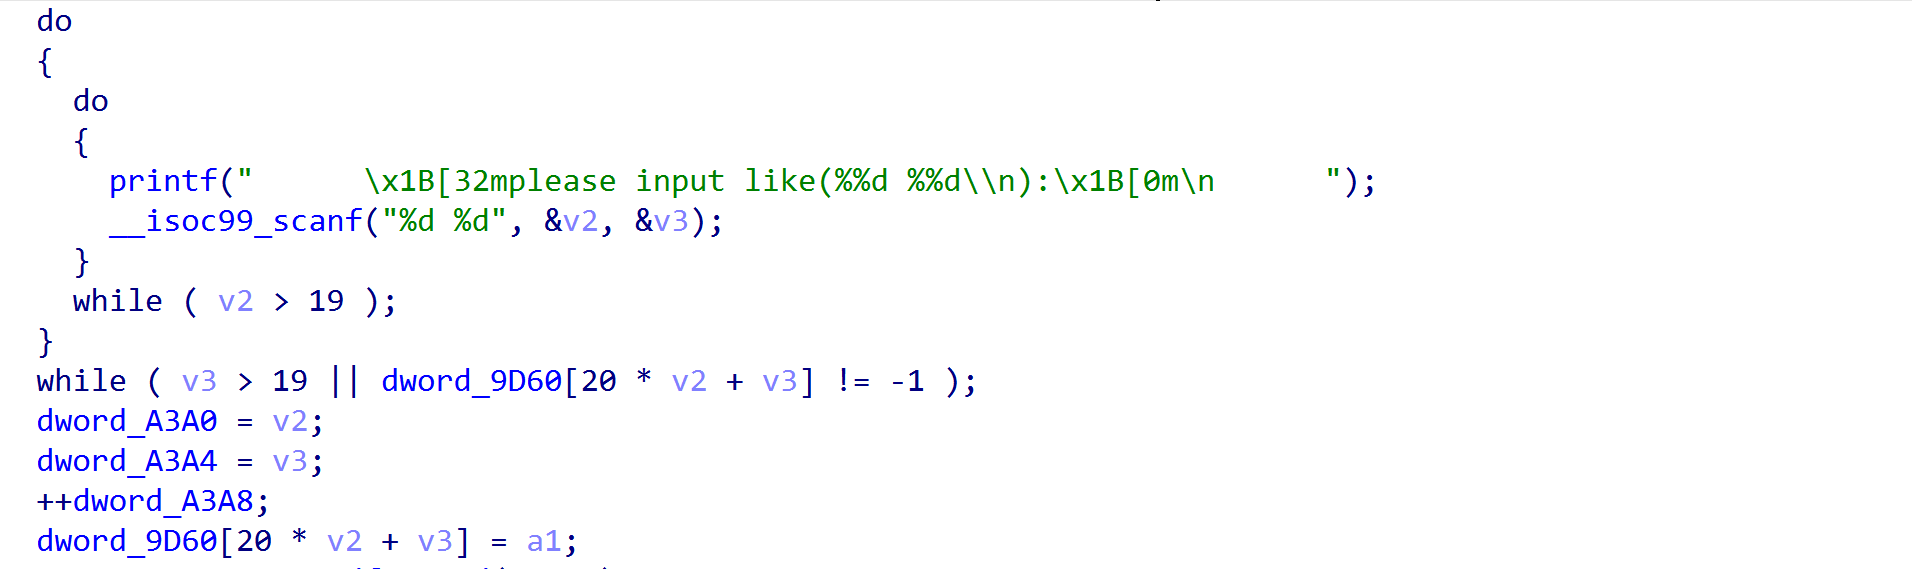 do
{
  do
  {
    printf("      \x1B[32mplease input like(%%d %%d\\n):\x1B[0m\n      ");
    __isoc99_scanf("%d %d", &v2, &v3);
  }
  while ( v2 > 19 );
}
while ( v3 > 19 || dword_9D60[20 * v2 + v3] != -1 );
dword_A3A0 = v2;
dword_A3A4 = v3;
++dword_A3A8;
dword_9D60[20 * v2 + v3] = a1;